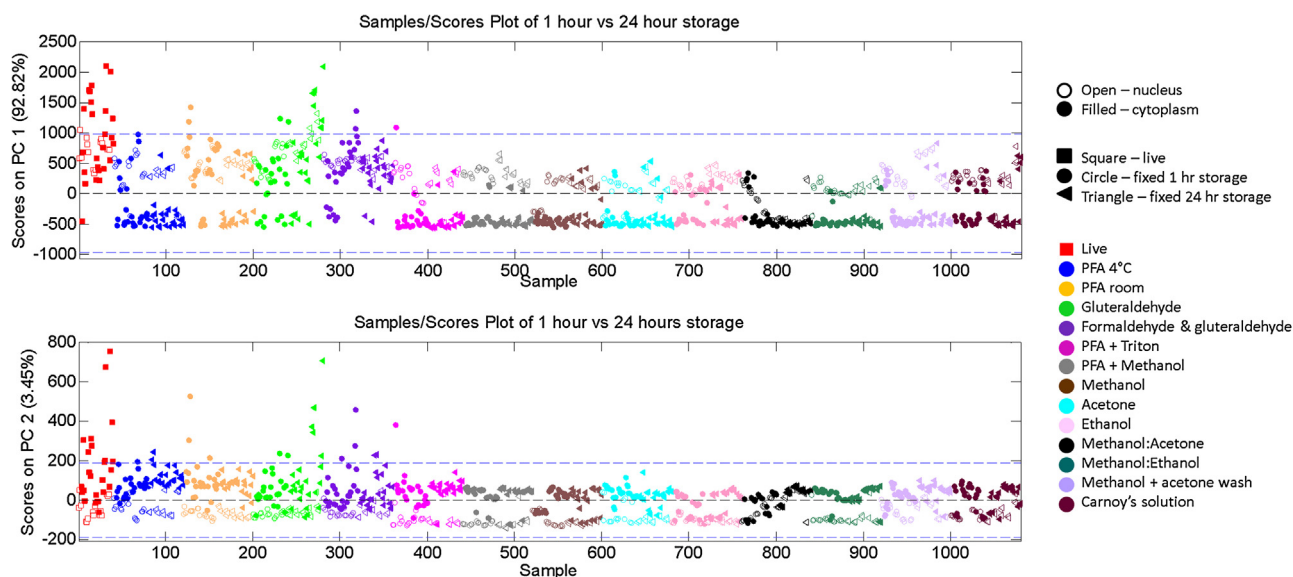 Samples/Scores Plot of 1 hour vs 24 hour storage
Scores on PC 1 (92.82%)
2500
2000
1500
1000
500
0
-500
-1000
100 200 300 400 500 600 700 800 900 1000
Sample
Samples/Scores Plot of 1 hour vs 24 hours storage
Scores on PC 2 (3.45%)
800
600
400
200
0
-200
100 200 300 400 500 600 700 800 900 1000
Sample
Open – nucleus
Filled – cytoplasm
Square – live
Circle – fixed 1 hr storage
Triangle – fixed 24 hr storage
Live
PFA 4°C
PFA room
Gluteraldehyde
Formaldehyde & gluteraldehyde
PFA + Triton
PFA + Methanol
Methanol
Acetone
Ethanol
Methanol:Acetone
Methanol:Ethanol
Methanol + acetone wash
Carnoy's solution